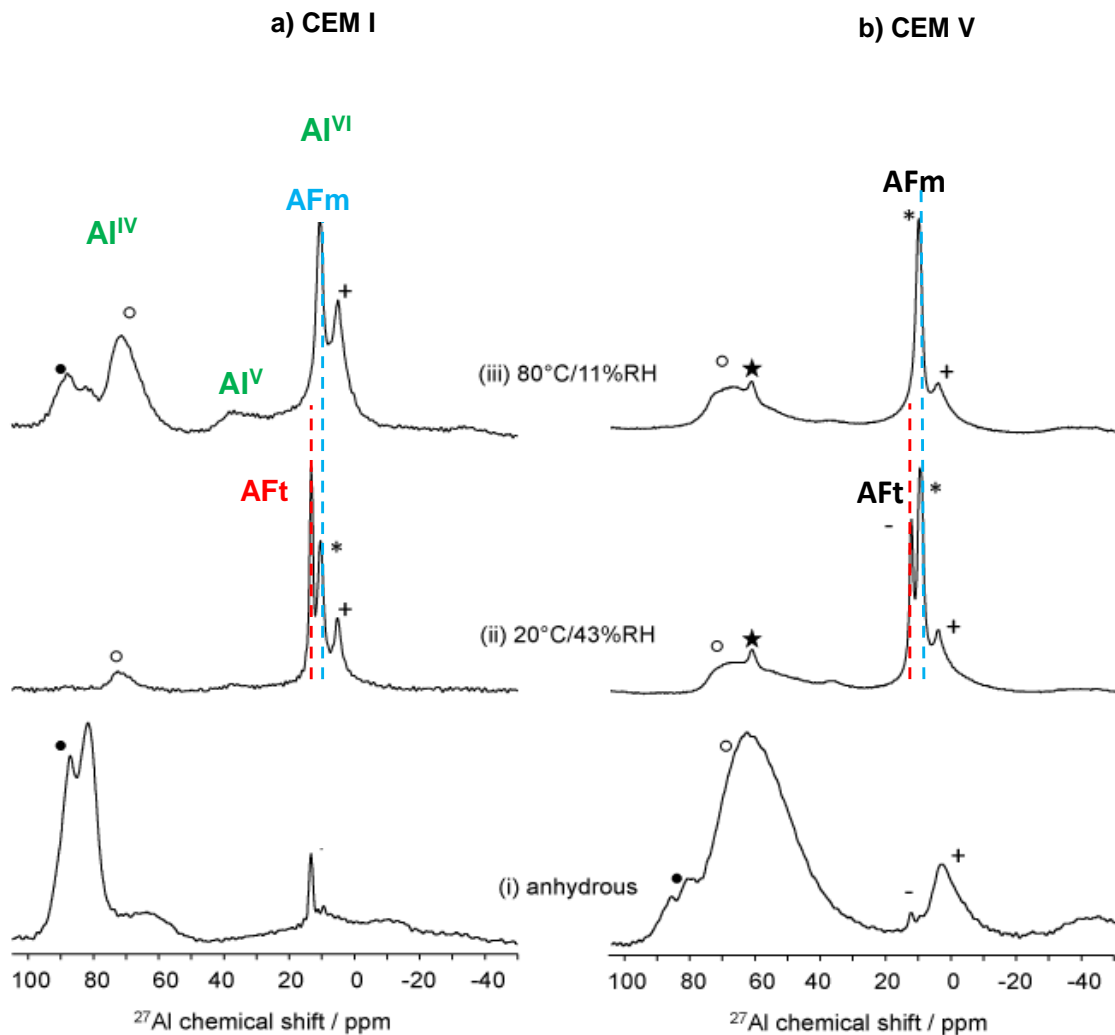 a) CEM I
b) CEM V
Al^VI
AFm
Al^IV
○
●
+
Al^V
(iii) 80°C/11%RH
AFm
*
○
★
+
AFt
*
+
○
(ii) 20°C/43%RH
AFt
-
*
○
★
+
●
-
(i) anhydrous
○
●
-
+
100 80 60 40 20 0 -20 -40
100 80 60 40 20 0 -20 -40
²⁷Al chemical shift / ppm
²⁷Al chemical shift / ppm